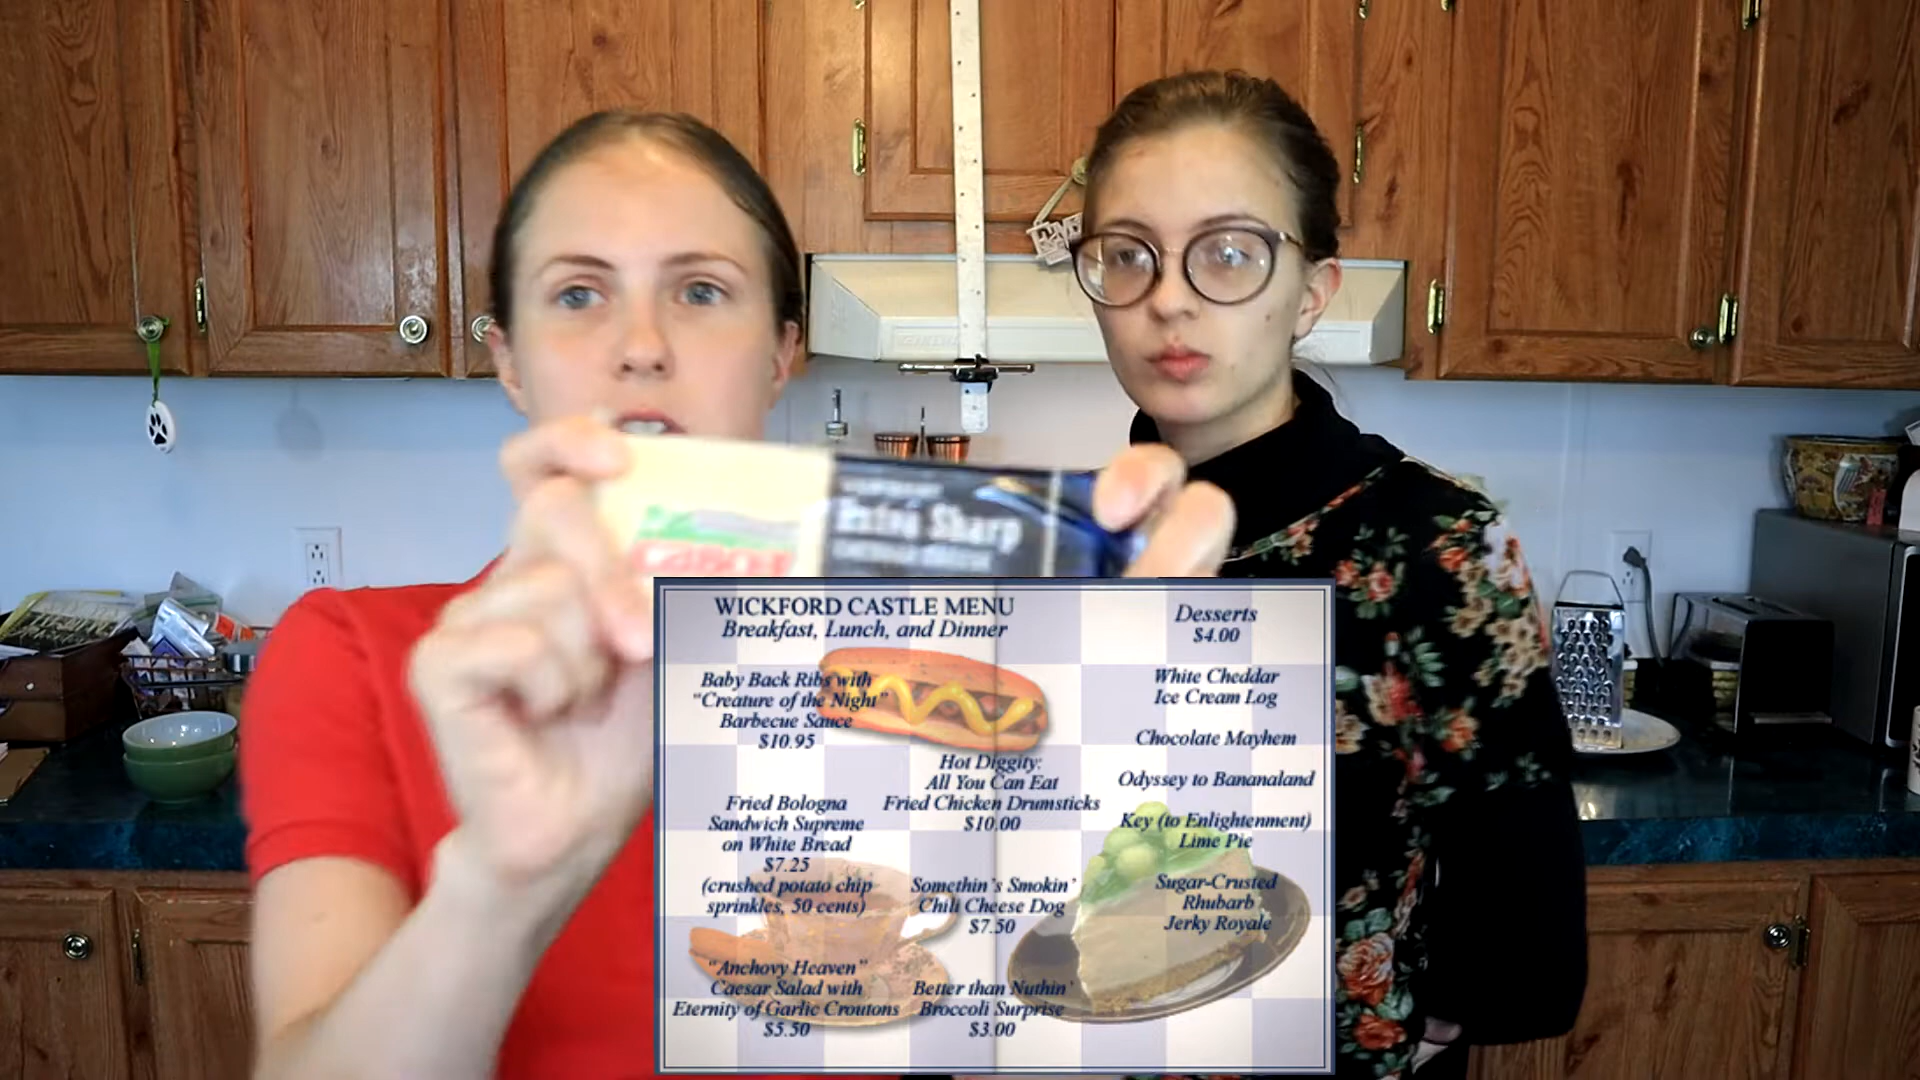 CABOT
Extra Sharp
WICKFORD CASTLE MENU
Breakfast, Lunch, and Dinner
Baby Back Ribs with
"Creature of the Night"
Barbecue Sauce
$10.95
Fried Bologna
Sandwich Supreme
on White Bread
$7.25
(crushed potato chip
sprinkles, 50 cents)
"Anchovy Heaven"
Caesar Salad with
Eternity of Garlic Croutons
$5.50
Hot Diggity:
All You Can Eat
Fried Chicken Drumsticks
$10.00
Somethin's Smokin'
Chili Cheese Dog
$7.50
Better than Nuthin'
Broccoli Surprise
$3.00
Desserts
$4.00
White Cheddar
Ice Cream Log
Chocolate Mayhem
Odyssey to Bananaland
Key (to Enlightenment)
Lime Pie
Sugar-Crusted
Rhubarb
Jerky Royale